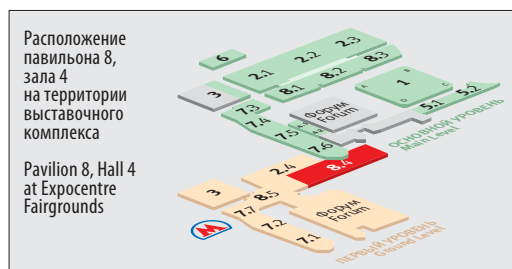 Расположение
павильона 8,
зала 4
на территории
выставочного
комплекса
Pavilion 8, Hall 4
at Expocentre
Fairgrounds
6
2.1 2.2 2.3
3
8.1 8.2 8.3
7.3
7.4
7.5
7.6
Форум
Forum
A B
1
D C
5.1 5.2
ОСНОВНОЙ УРОВЕНЬ
Main Level
8.4
2.4
3
8.5
7.7
7.2
7.1
Форум
Forum
М
ПЕРВЫЙ УРОВЕНЬ
Ground Level